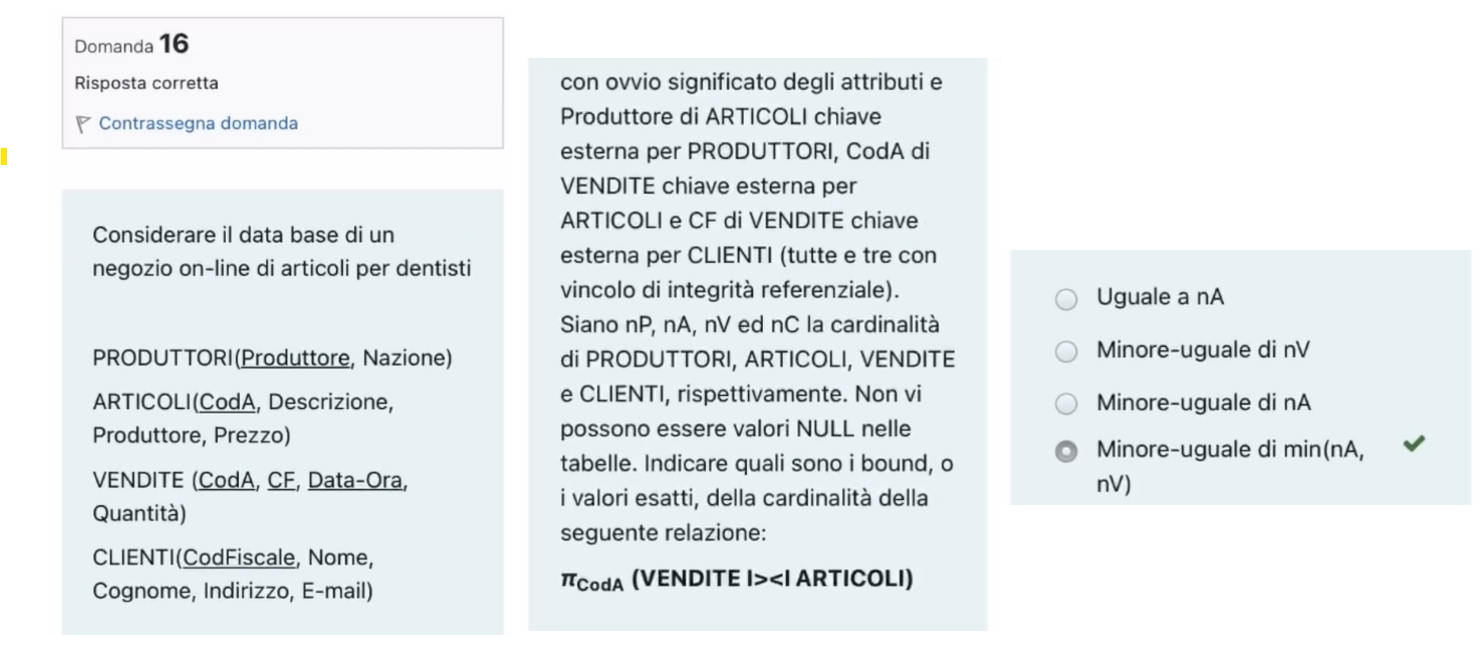 Domanda 16
Risposta corretta
Contrassegna domanda
Considerare il data base di un
negozio on-line di articoli per dentisti
PRODUTTORI(Produttore, Nazione)
ARTICOLI(CodA, Descrizione,
Produttore, Prezzo)
VENDITE (CodA, CF, Data-Ora,
Quantità)
CLIENTI(CodFiscale, Nome,
Cognome, Indirizzo, E-mail)
con ovvio significato degli attributi e
Produttore di ARTICOLI chiave
esterna per PRODUTTORI, CodA di
VENDITE chiave esterna per
ARTICOLI e CF di VENDITE chiave
esterna per CLIENTI (tutte e tre con
vincolo di integrità referenziale).
Siano nP, nA, nV ed nC la cardinalità
di PRODUTTORI, ARTICOLI, VENDITE
e CLIENTI, rispettivamente. Non vi
possono essere valori NULL nelle
tabelle. Indicare quali sono i bound, o
i valori esatti, della cardinalità della
seguente relazione:
πCodA (VENDITE I><I ARTICOLI)
Uguale a nA
Minore-uguale di nV
Minore-uguale di nA
Minore-uguale di min(nA,
nV)